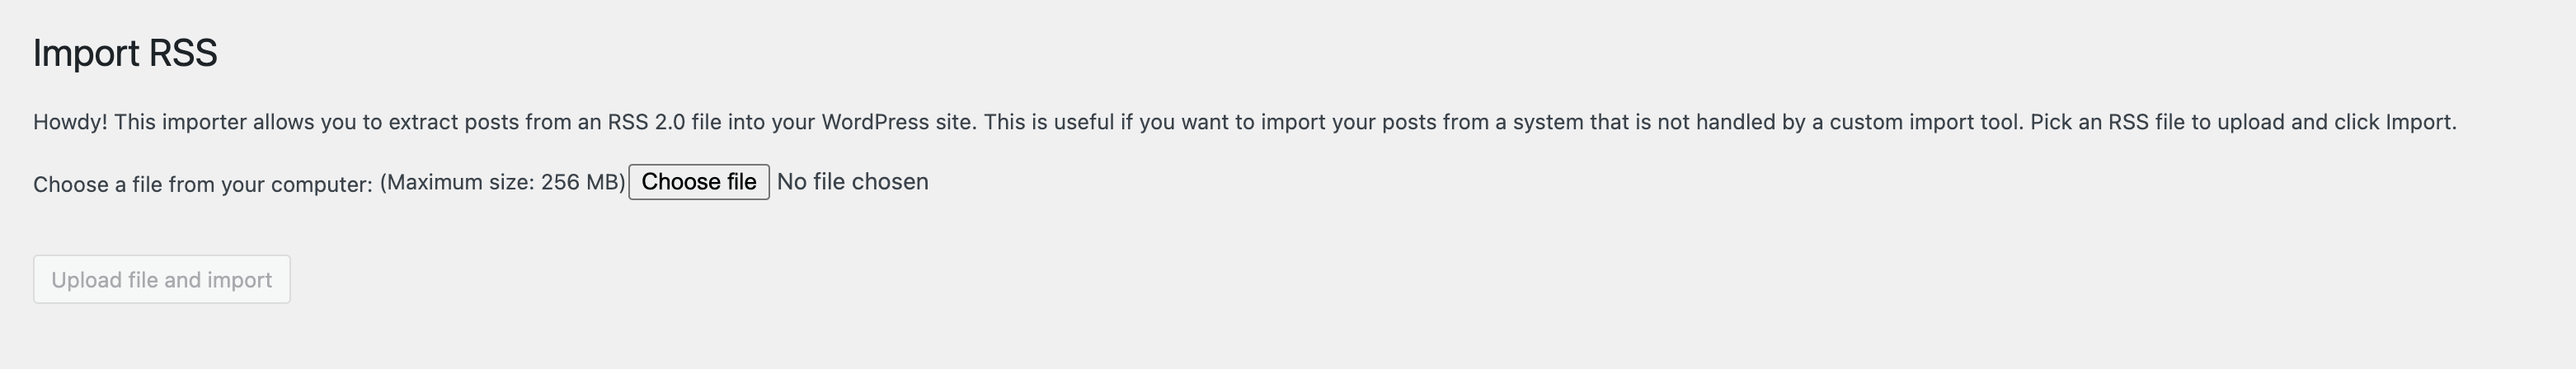 Import RSS
Howdy! This importer allows you to extract posts from an RSS 2.0 file into your WordPress site. This is useful if you want to import your posts from a system that is not handled by a custom import tool. Pick an RSS file to upload and click Import.
Choose a file from your computer: (Maximum size: 256 MB) Choose file No file chosen
Upload file and import